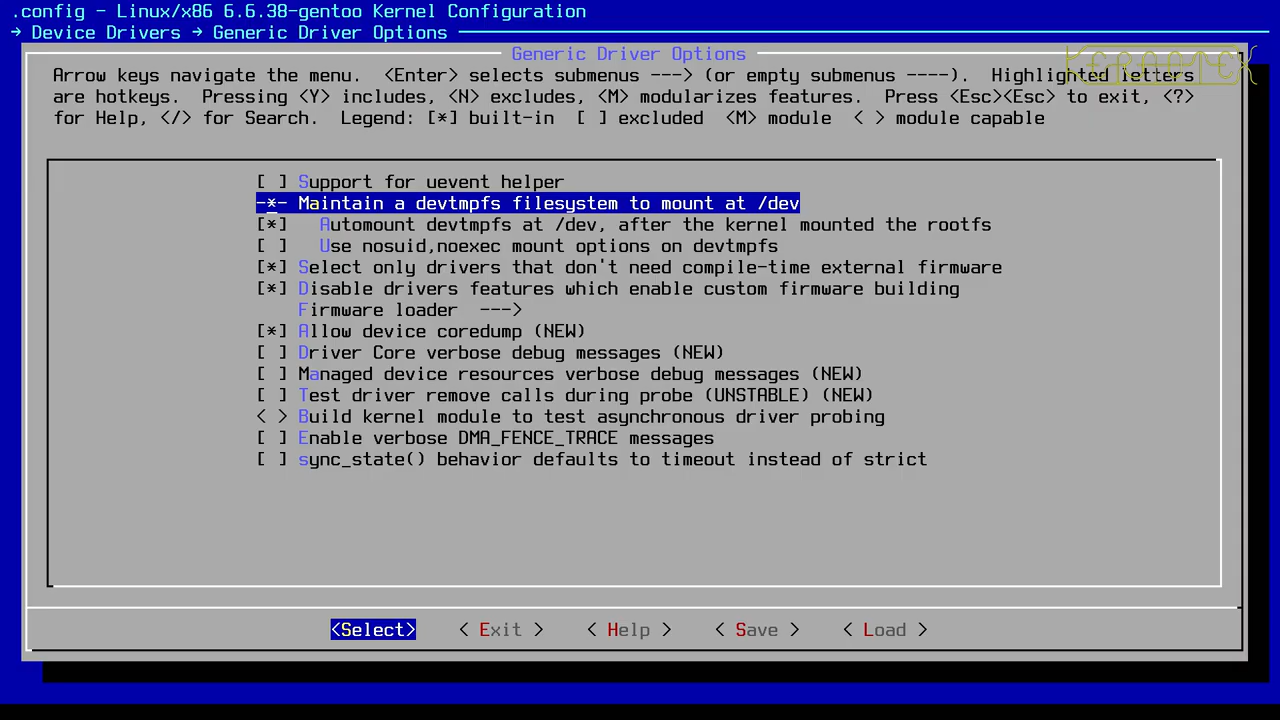 .config - Linux/x86 6.6.38-gentoo Kernel Configuration
→ Device Drivers → Generic Driver Options
Generic Driver Options
Arrow keys navigate the menu.  <Enter> selects submenus ---> (or empty submenus ----).  Highlighted letters
are hotkeys.  Pressing <Y> includes, <N> excludes, <M> modularizes features.  Press <Esc><Esc> to exit, <?>
for Help, </> for Search.  Legend: [*] built-in  [ ] excluded  <M> module  < > module capable
[ ] Support for uevent helper
-*- Maintain a devtmpfs filesystem to mount at /dev
[*]   Automount devtmpfs at /dev, after the kernel mounted the rootfs
[ ]   Use nosuid,noexec mount options on devtmpfs
[*] Select only drivers that don't need compile-time external firmware
[*] Disable drivers features which enable custom firmware building
Firmware loader  --->
[*] Allow device coredump (NEW)
[ ] Driver Core verbose debug messages (NEW)
[ ] Managed device resources verbose debug messages (NEW)
[ ] Test driver remove calls during probe (UNSTABLE) (NEW)
< > Build kernel module to test asynchronous driver probing
[ ] Enable verbose DMA_FENCE_TRACE messages
[ ] sync_state() behavior defaults to timeout instead of strict
<Select>    < Exit >    < Help >    < Save >    < Load >